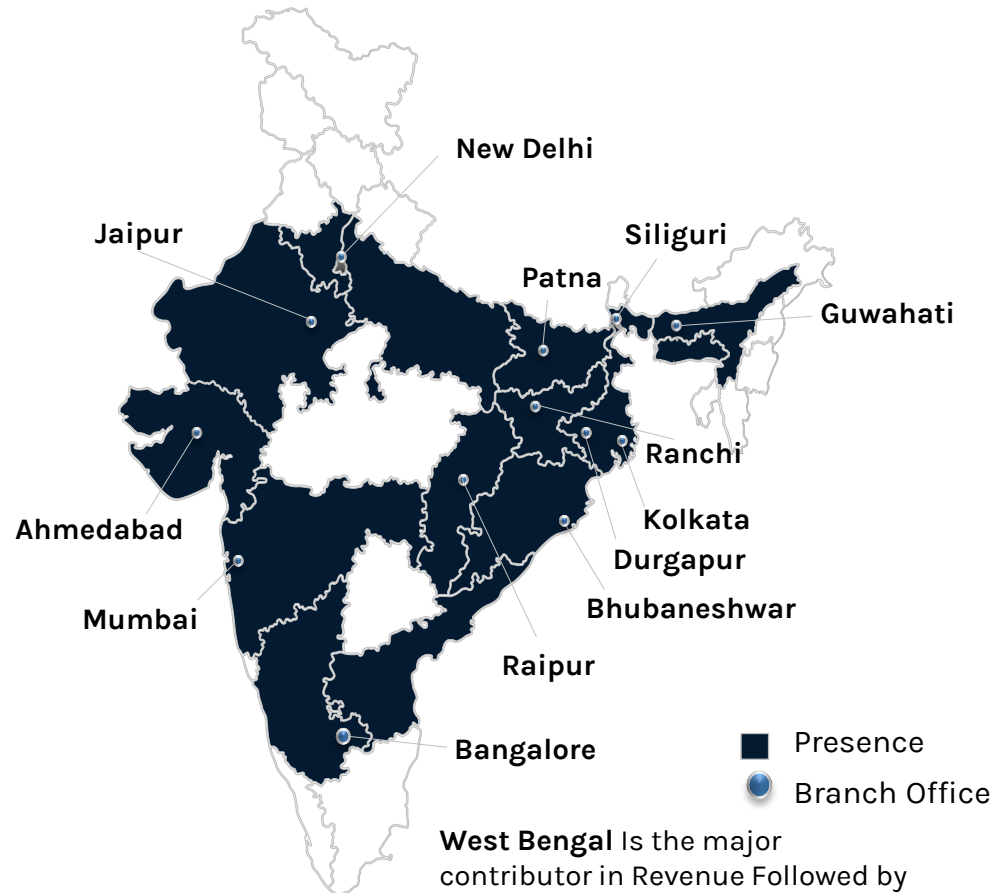 New Delhi
Jaipur
Siliguri
Patna
Guwahati
Ranchi
Ahmedabad
Kolkata
Durgapur
Mumbai
Bhubaneshwar
Raipur
Bangalore
Presence
Branch Office
West Bengal Is the major
contributor in Revenue Followed by